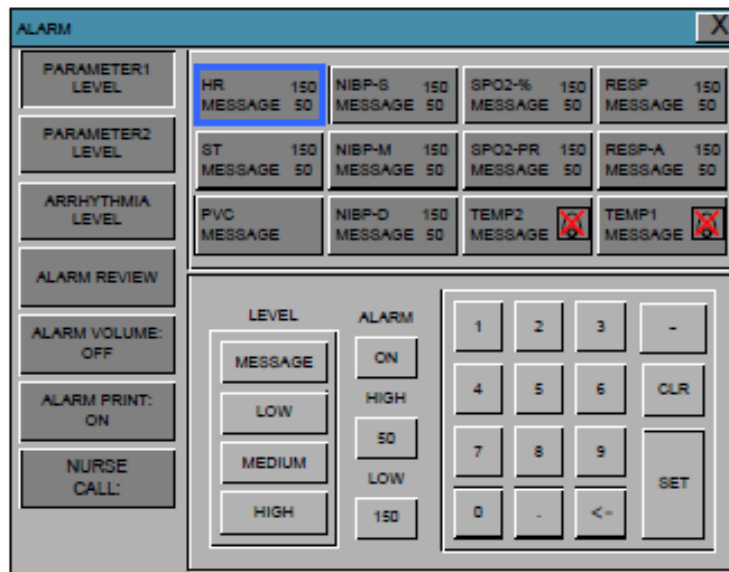 ALARM X
PARAMETER1
LEVEL
PARAMETER2
LEVEL
ARRHYTHMIA
LEVEL
ALARM REVIEW
ALARM VOLUME:
OFF
ALARM PRINT:
ON
NURSE
CALL:
HR 150
MESSAGE 50
NIBP-S 150
MESSAGE 50
SPO2-% 150
MESSAGE 50
RESP 150
MESSAGE 50
ST 150
MESSAGE 50
NIBP-M 150
MESSAGE 50
SPO2-PR 150
MESSAGE 50
RESP-A 150
MESSAGE 50
PVC
MESSAGE
NIBP-D 150
MESSAGE 50
TEMP2
MESSAGE
TEMP1
MESSAGE
LEVEL
MESSAGE
LOW
MEDIUM
HIGH
ALARM
ON
HIGH
50
LOW
150
1 2 3 -
4 5 6 CLR
7 8 9 SET
0 . <-